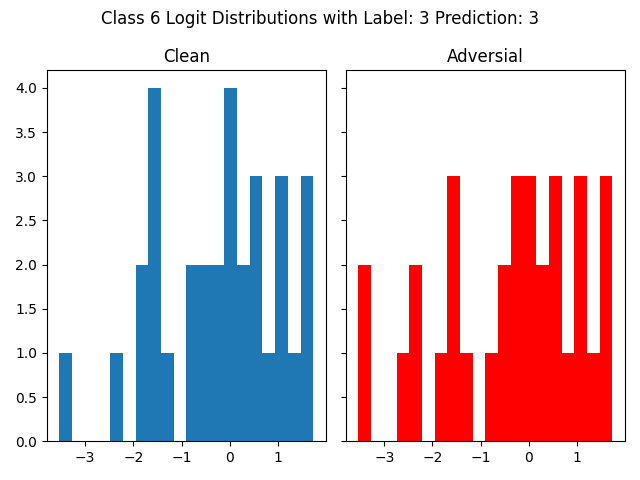 Class 6 Logit Distributions with Label: 3 Prediction: 3
Clean
Adversial
4.0
3.5
3.0
2.5
2.0
1.5
1.0
0.5
0.0
−3 −2 −1 0 1
−3 −2 −1 0 1